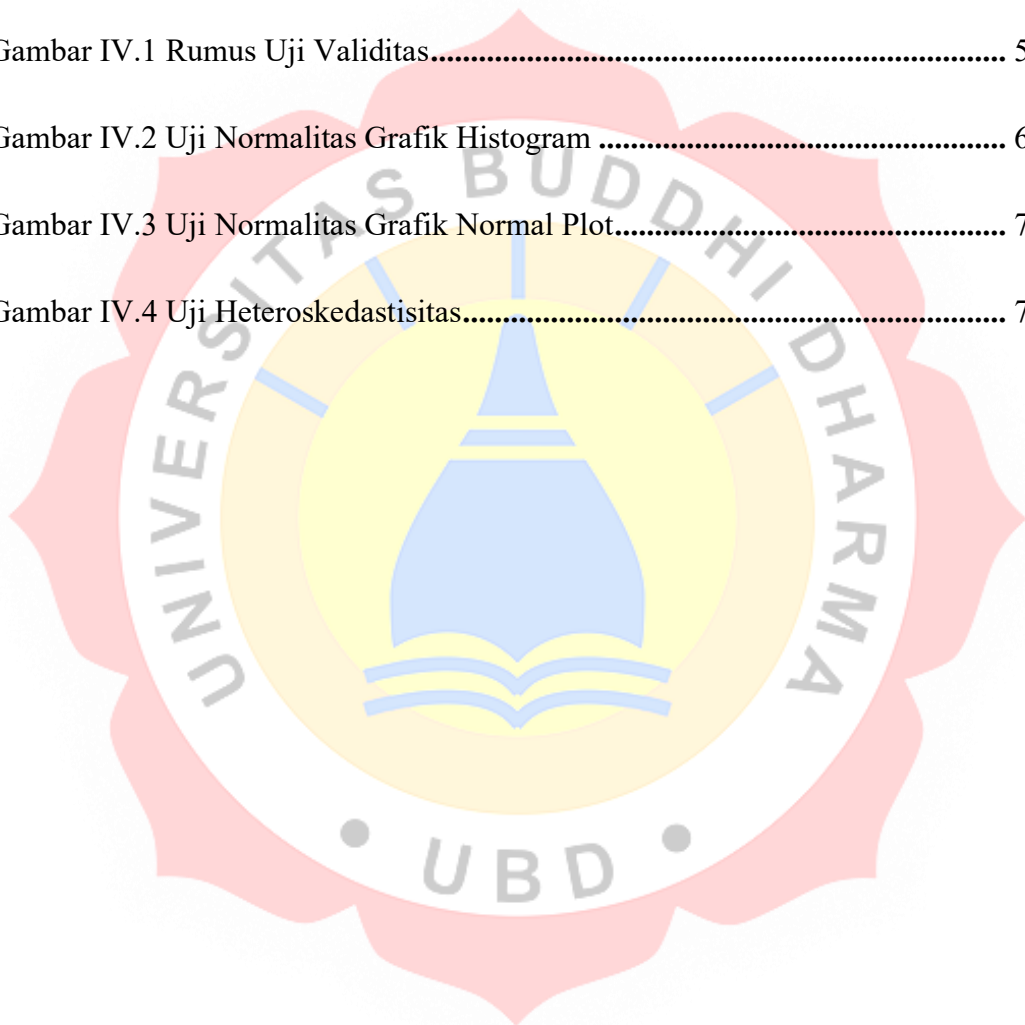 Gambar IV.1 Rumus Uji Validitas........................................................................ 5
Gambar IV.2 Uji Normalitas Grafik Histogram ................................................... 6
Gambar IV.3 Uji Normalitas Grafik Normal Plot................................................. 7
Gambar IV.4 Uji Heteroskedastisitas.................................................................... 7
UNIVERSITAS BUDDHI DHARMA
• UBD •